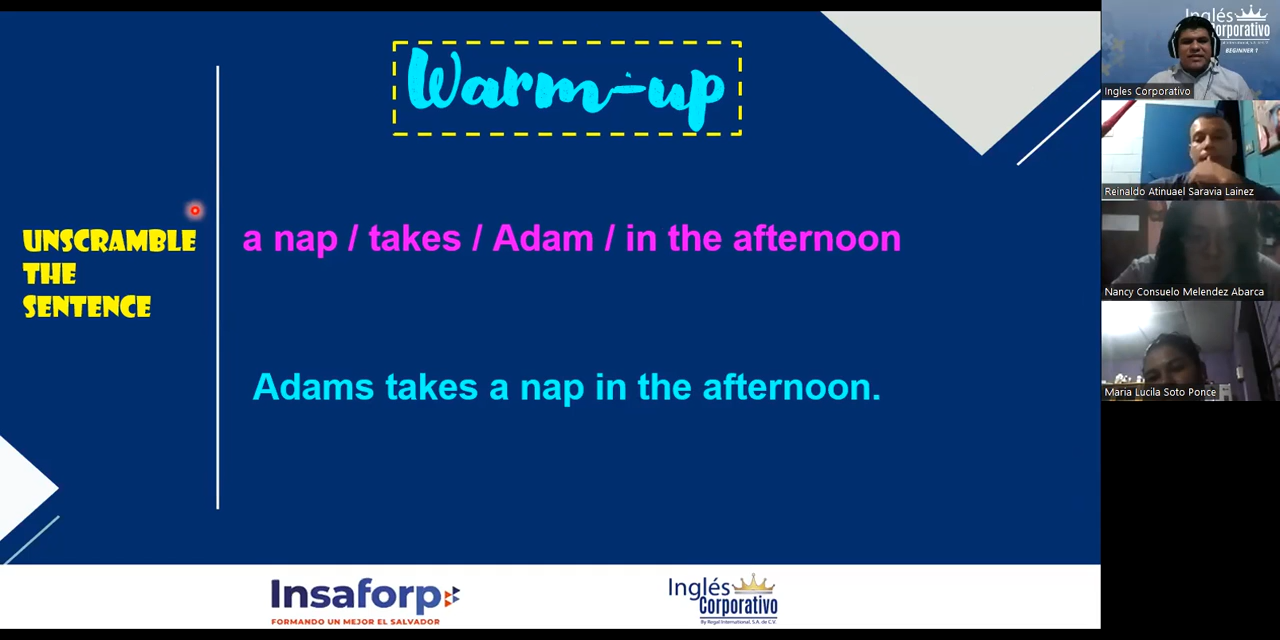 Warm-up
UNSCRAMBLE
THE
SENTENCE
a nap / takes / Adam / in the afternoon
Adams takes a nap in the afternoon.
Insaforp
FORMANDO UN MEJOR EL SALVADOR
Inglés
Corporativo
By Regal International, S.A. de C.V.
Inglés
Corporativo
BEGINNER 1
Ingles Corporativo
Reinaldo Atinuael Saravia Lainez
Nancy Consuelo Melendez Abarca
Maria Lucila Soto Ponce